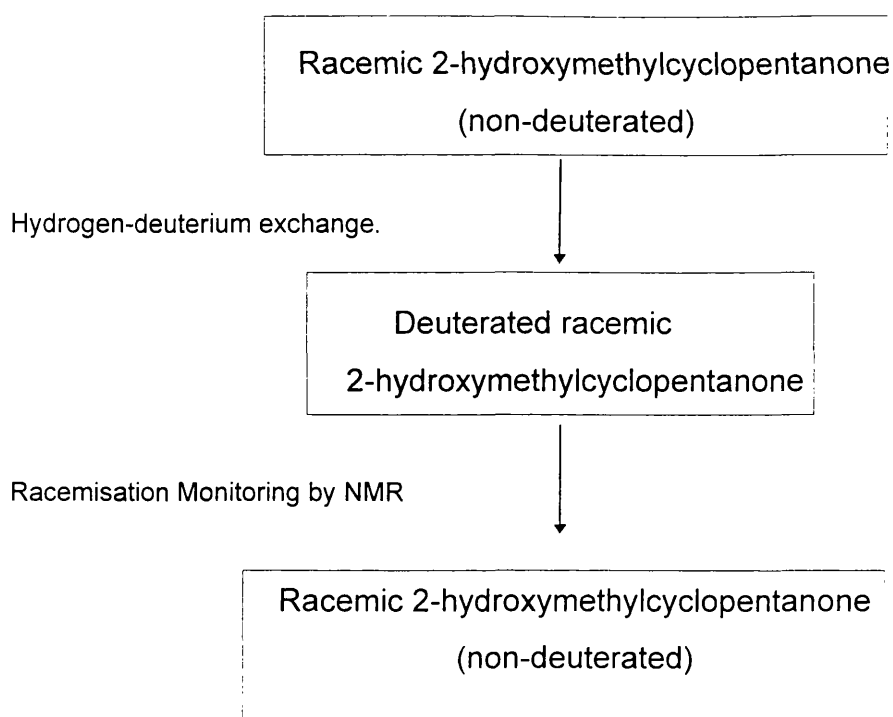 Racemic 2-hydroxymethylcyclopentanone
(non-deuterated)
Hydrogen-deuterium exchange.
Deuterated racemic
2-hydroxymethylcyclopentanone
Racemisation Monitoring by NMR
Racemic 2-hydroxymethylcyclopentanone
(non-deuterated)